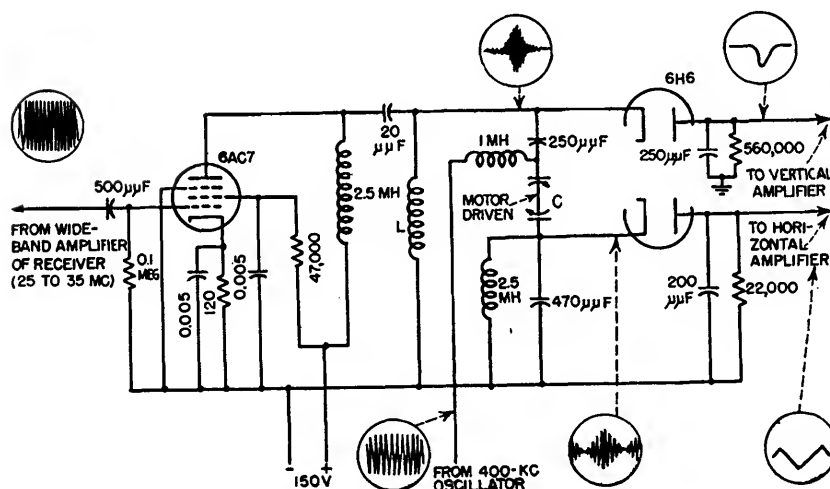 6H6
20
μμF
1 MH
250μμF
250μμF
560,000
TO VERTICAL
AMPLIFIER
6AC7
500μμF
2.5 MH
L
MOTOR
DRIVEN
C
FROM WIDE-
BAND AMPLIFIER
OF RECEIVER
(25 TO 35 MC)
0.1
MEG
0.005
120
0.005
47,000
2.5
MH
470μμF
200
μμF
22,000
TO HORI-
ZONTAL
AMPLIFIER
- +
150V
FROM 400-KC
OSCILLATOR